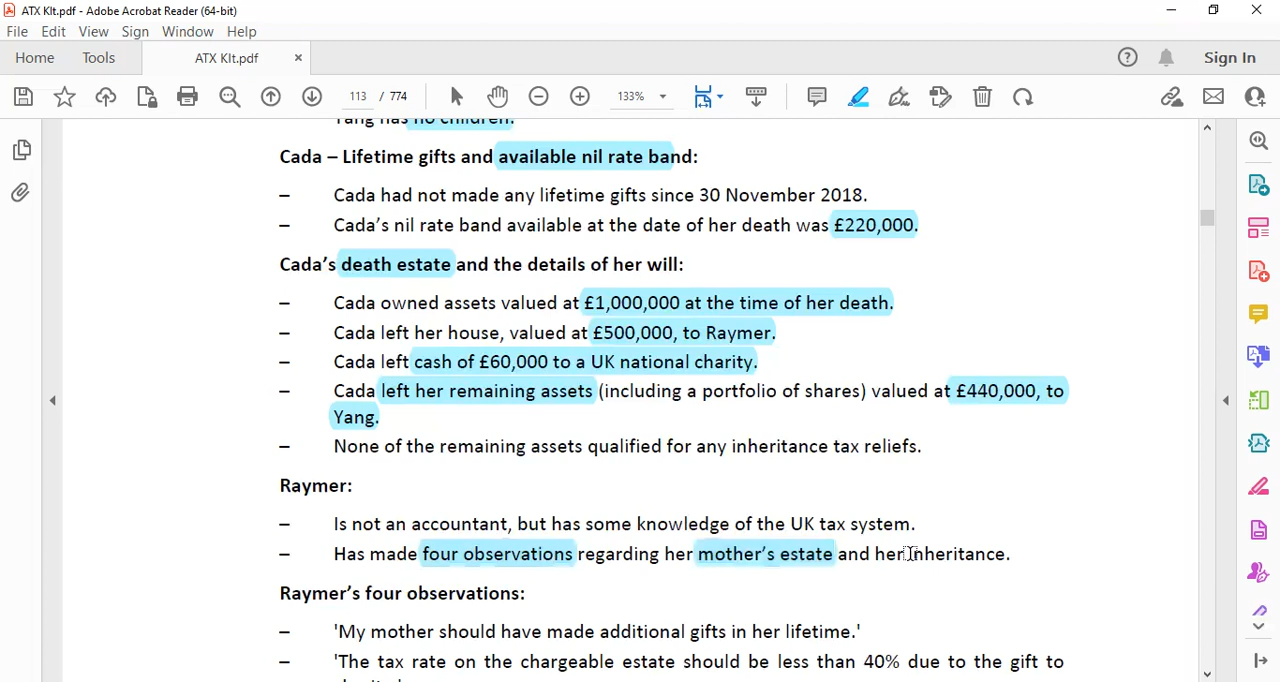 ATX KIt.pdf - Adobe Acrobat Reader (64-bit)
File Edit View Sign Window Help
Home Tools ATX KIt.pdf × Sign In
113 / 774 133%
Yang has no children.
Cada – Lifetime gifts and available nil rate band:
– Cada had not made any lifetime gifts since 30 November 2018.
– Cada's nil rate band available at the date of her death was £220,000.
Cada's death estate and the details of her will:
– Cada owned assets valued at £1,000,000 at the time of her death.
– Cada left her house, valued at £500,000, to Raymer.
– Cada left cash of £60,000 to a UK national charity.
– Cada left her remaining assets (including a portfolio of shares) valued at £440,000, to
Yang.
– None of the remaining assets qualified for any inheritance tax reliefs.
Raymer:
– Is not an accountant, but has some knowledge of the UK tax system.
– Has made four observations regarding her mother's estate and her inheritance.
Raymer's four observations:
– 'My mother should have made additional gifts in her lifetime.'
– 'The tax rate on the chargeable estate should be less than 40% due to the gift to